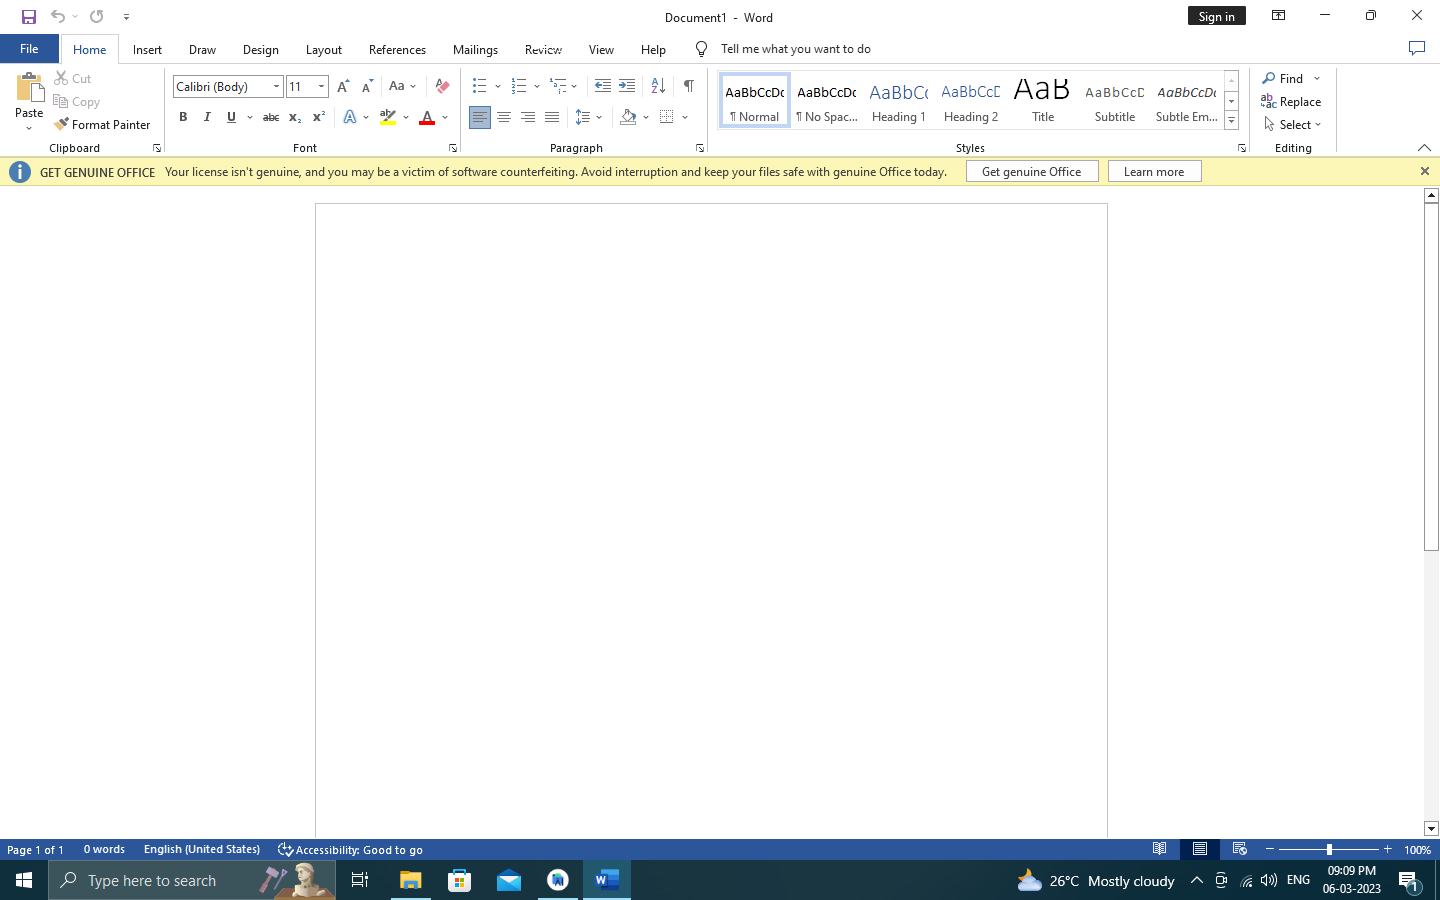 Document1 - Word
Sign in
File Home Insert Draw Design Layout References Mailings Review View Help Tell me what you want to do
Paste
Cut
Copy
Format Painter
Clipboard
Calibri (Body) 11
Aa
B I U abc x₂ x² A ab A
Font
Paragraph
AaBbCcDc AaBbCcDc AaBbCc AaBbCcD AaB AaBbCcD AaBbCcDc
¶ Normal ¶ No Spac... Heading 1 Heading 2 Title Subtitle Subtle Em...
Styles
Find
Replace
Select
Editing
GET GENUINE OFFICE Your license isn't genuine, and you may be a victim of software counterfeiting. Avoid interruption and keep your files safe with genuine Office today. Get genuine Office Learn more
Page 1 of 1 0 words English (United States) Accessibility: Good to go 100%
Type here to search
26°C Mostly cloudy ENG
09:09 PM
06-03-2023
1